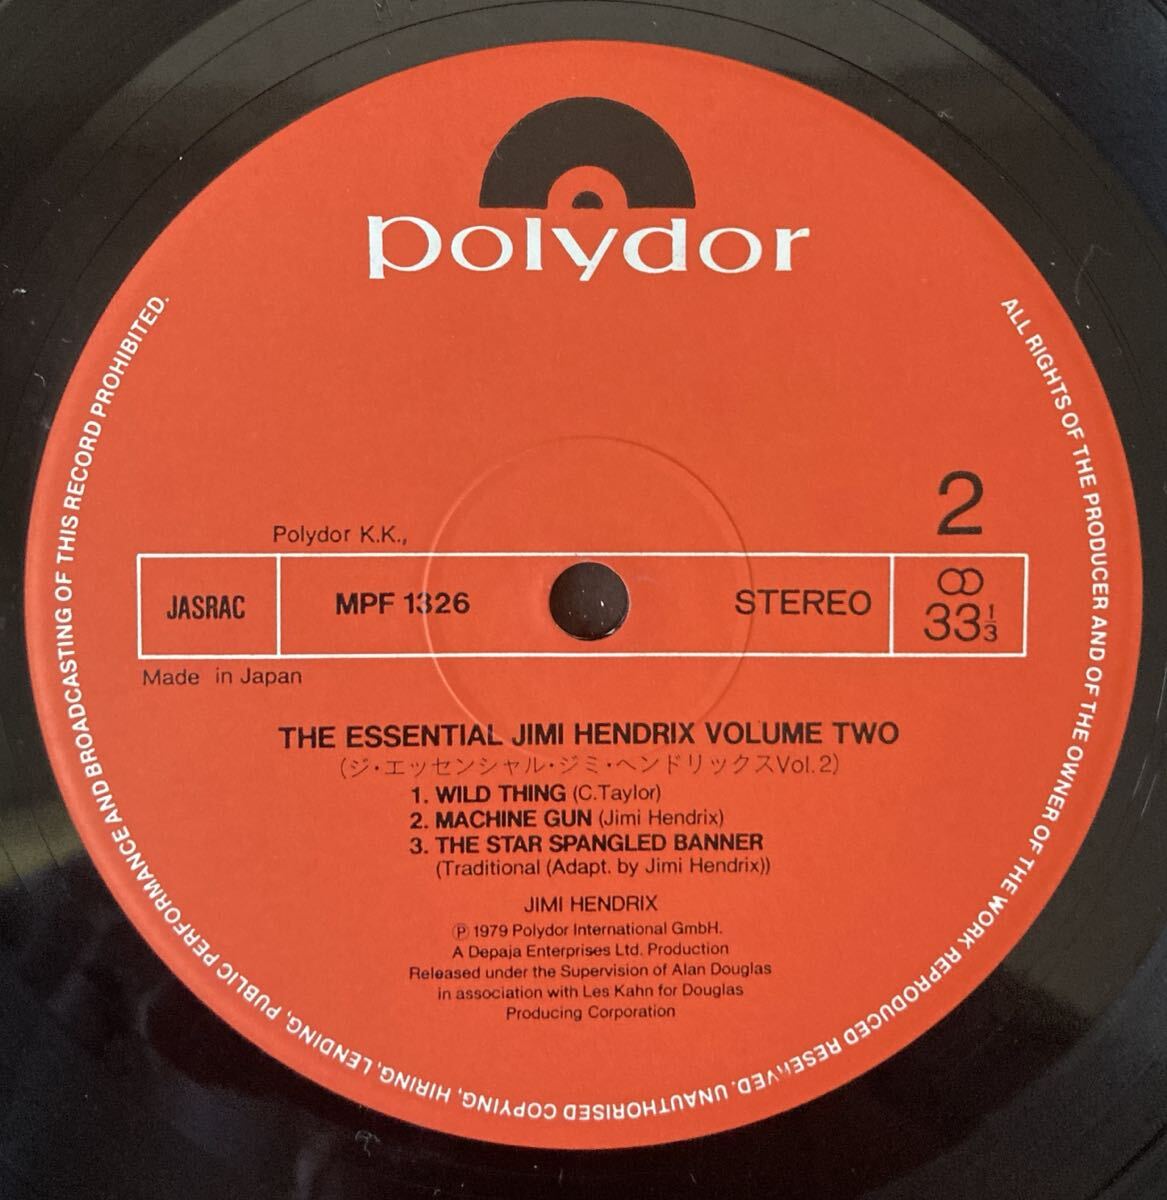 polydor
2
Polydor K.K.,
JASRAC
MPF 1326
STEREO
33 1/3
Made in Japan
THE ESSENTIAL JIMI HENDRIX VOLUME TWO
(ジ・エッセンシャル・ジミ・ヘンドリックスVol.2)
1. WILD THING (C.Taylor)
2. MACHINE GUN (Jimi Hendrix)
3. THE STAR SPANGLED BANNER
(Traditional (Adapt. by Jimi Hendrix))
JIMI HENDRIX
Ⓟ 1979 Polydor International GmbH.
A Depaja Enterprises Ltd. Production
Released under the Supervision of Alan Douglas
in association with Les Kahn for Douglas
Producing Corporation
ALL RIGHTS OF THE PRODUCER AND OF THE OWNER OF THE WORK REPRODUCED RESERVED. UNAUTHORISED COPYING, HIRING, LENDING, PUBLIC PERFORMANCE AND BROADCASTING OF THIS RECORD PROHIBITED.